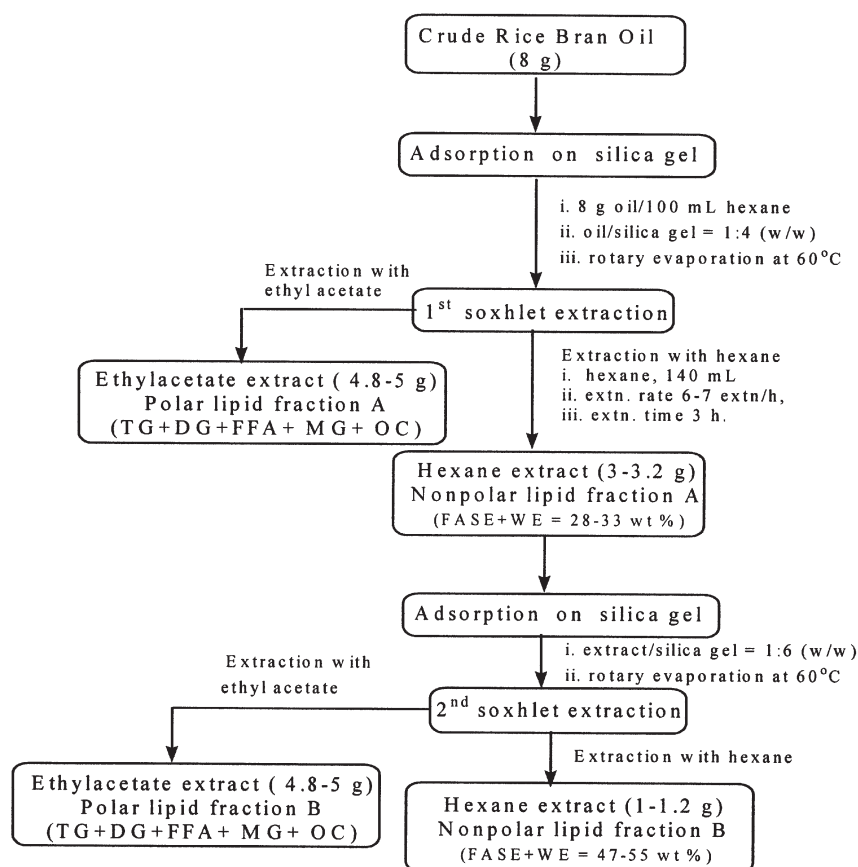 Crude Rice Bran Oil
(8 g)
Adsorption on silica gel
i. 8 g oil/100 mL hexane
ii. oil/silica gel = 1:4 (w/w)
iii. rotary evaporation at 60°C
Extraction with
ethyl acetate
1st soxhlet extraction
Ethylacetate extract ( 4.8-5 g)
Polar lipid fraction A
(TG+DG+FFA+ MG+ OC)
Extraction with hexane
i. hexane, 140 mL
ii. extn. rate 6-7 extn/h,
iii. extn. time 3 h.
Hexane extract (3-3.2 g)
Nonpolar lipid fraction A
(FASE+WE = 28-33 wt %)
Adsorption on silica gel
i. extract/silica gel = 1:6 (w/w)
ii. rotary evaporation at 60°C
Extraction with
ethyl acetate
2nd soxhlet extraction
Extraction with hexane
Ethylacetate extract ( 4.8-5 g)
Polar lipid fraction B
(TG+DG+FFA+ MG+ OC)
Hexane extract (1-1.2 g)
Nonpolar lipid fraction B
(FASE+WE = 47-55 wt %)